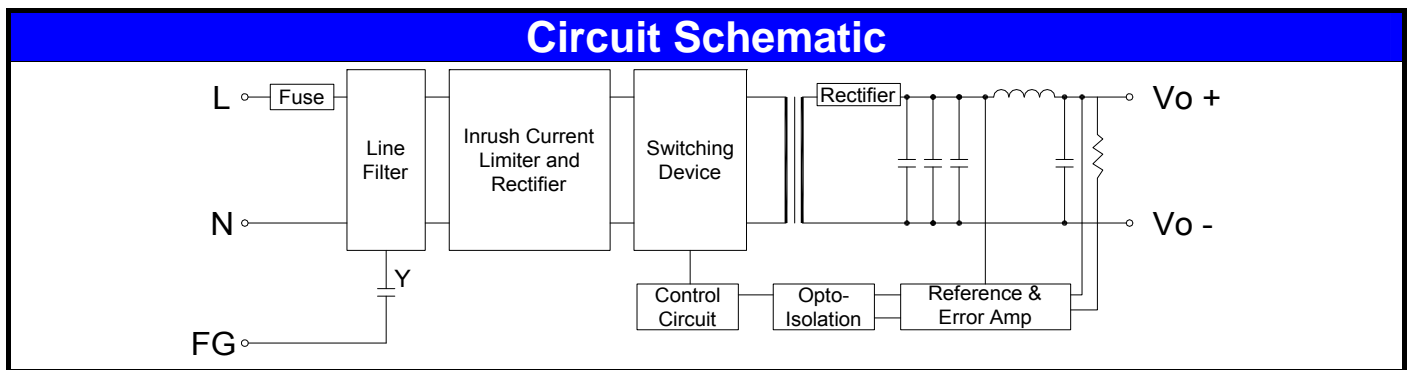 Circuit Schematic
L
Fuse
Line
Filter
Inrush Current
Limiter and
Rectifier
Switching
Device
Rectifier
Vo +
N
Vo -
Y
Control
Circuit
Opto-
Isolation
Reference &
Error Amp
FG